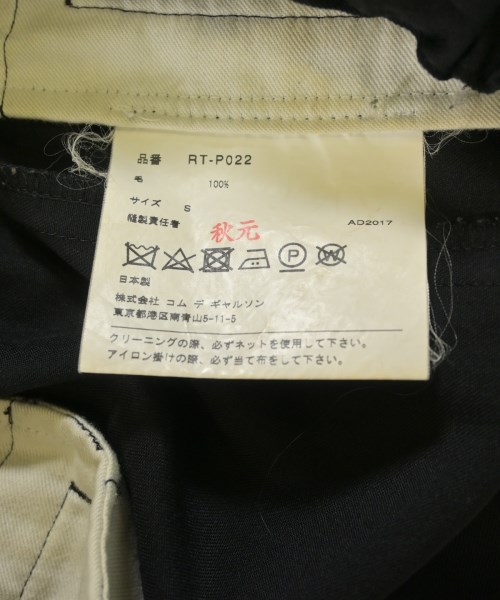 品番 RT-P022
毛 100%
サイズ S
縫製責任者 秋元 AD2017
P W
日本製
株式会社 コム デ ギャルソン
東京都港区南青山5-11-5
クリーニングの際、必ずネットを使用して下さい。
アイロン掛けの際、必ず当て布をして下さい。